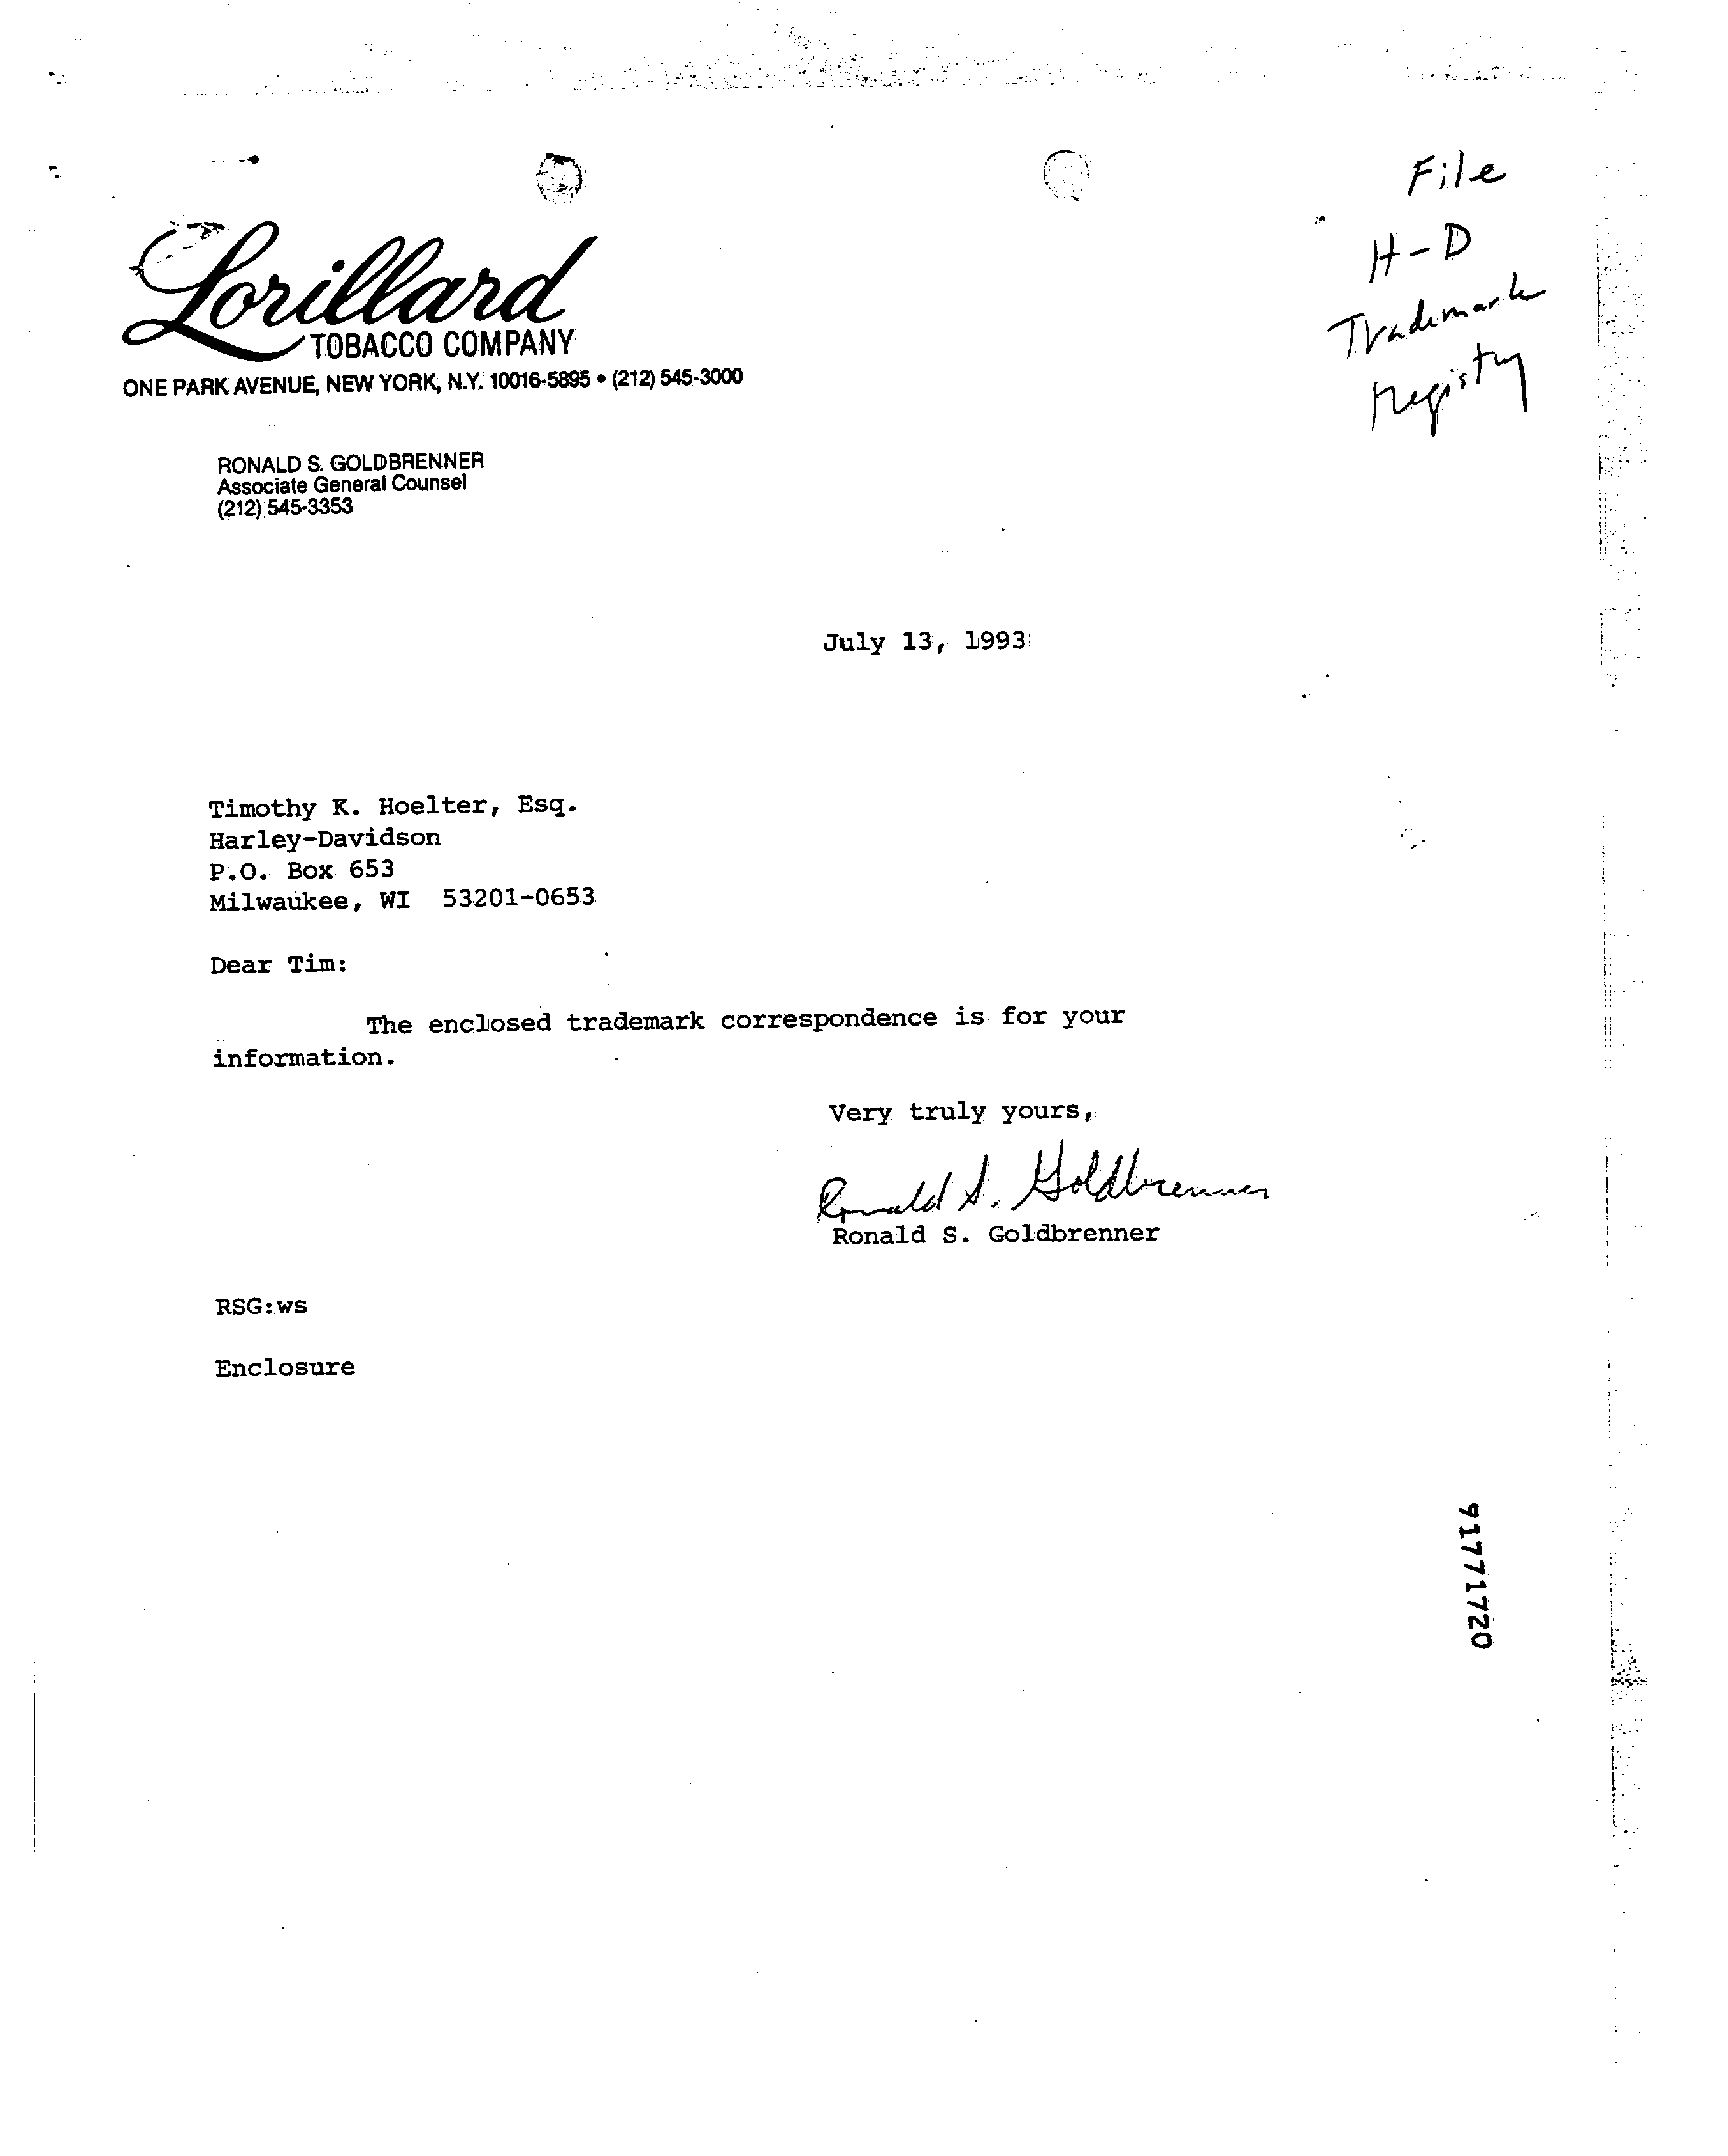 File
H-D
Trademark
Registry
Lorillard
TOBACCO COMPANY
ONE PARK AVENUE, NEW YORK, N.Y. 10016-5895 • (212) 545-3000
RONALD S. GOLDBRENNER
Associate General Counsel
(212) 545-3353
July 13, 1993
Timothy K. Hoelter, Esq.
Harley-Davidson
P.O. Box 653
Milwaukee, WI 53201-0653
Dear Tim:
The enclosed trademark correspondence is for your
information.
Very truly yours,
Ronald S. Goldbrenner
Ronald S. Goldbrenner
RSG:ws
Enclosure
91771720